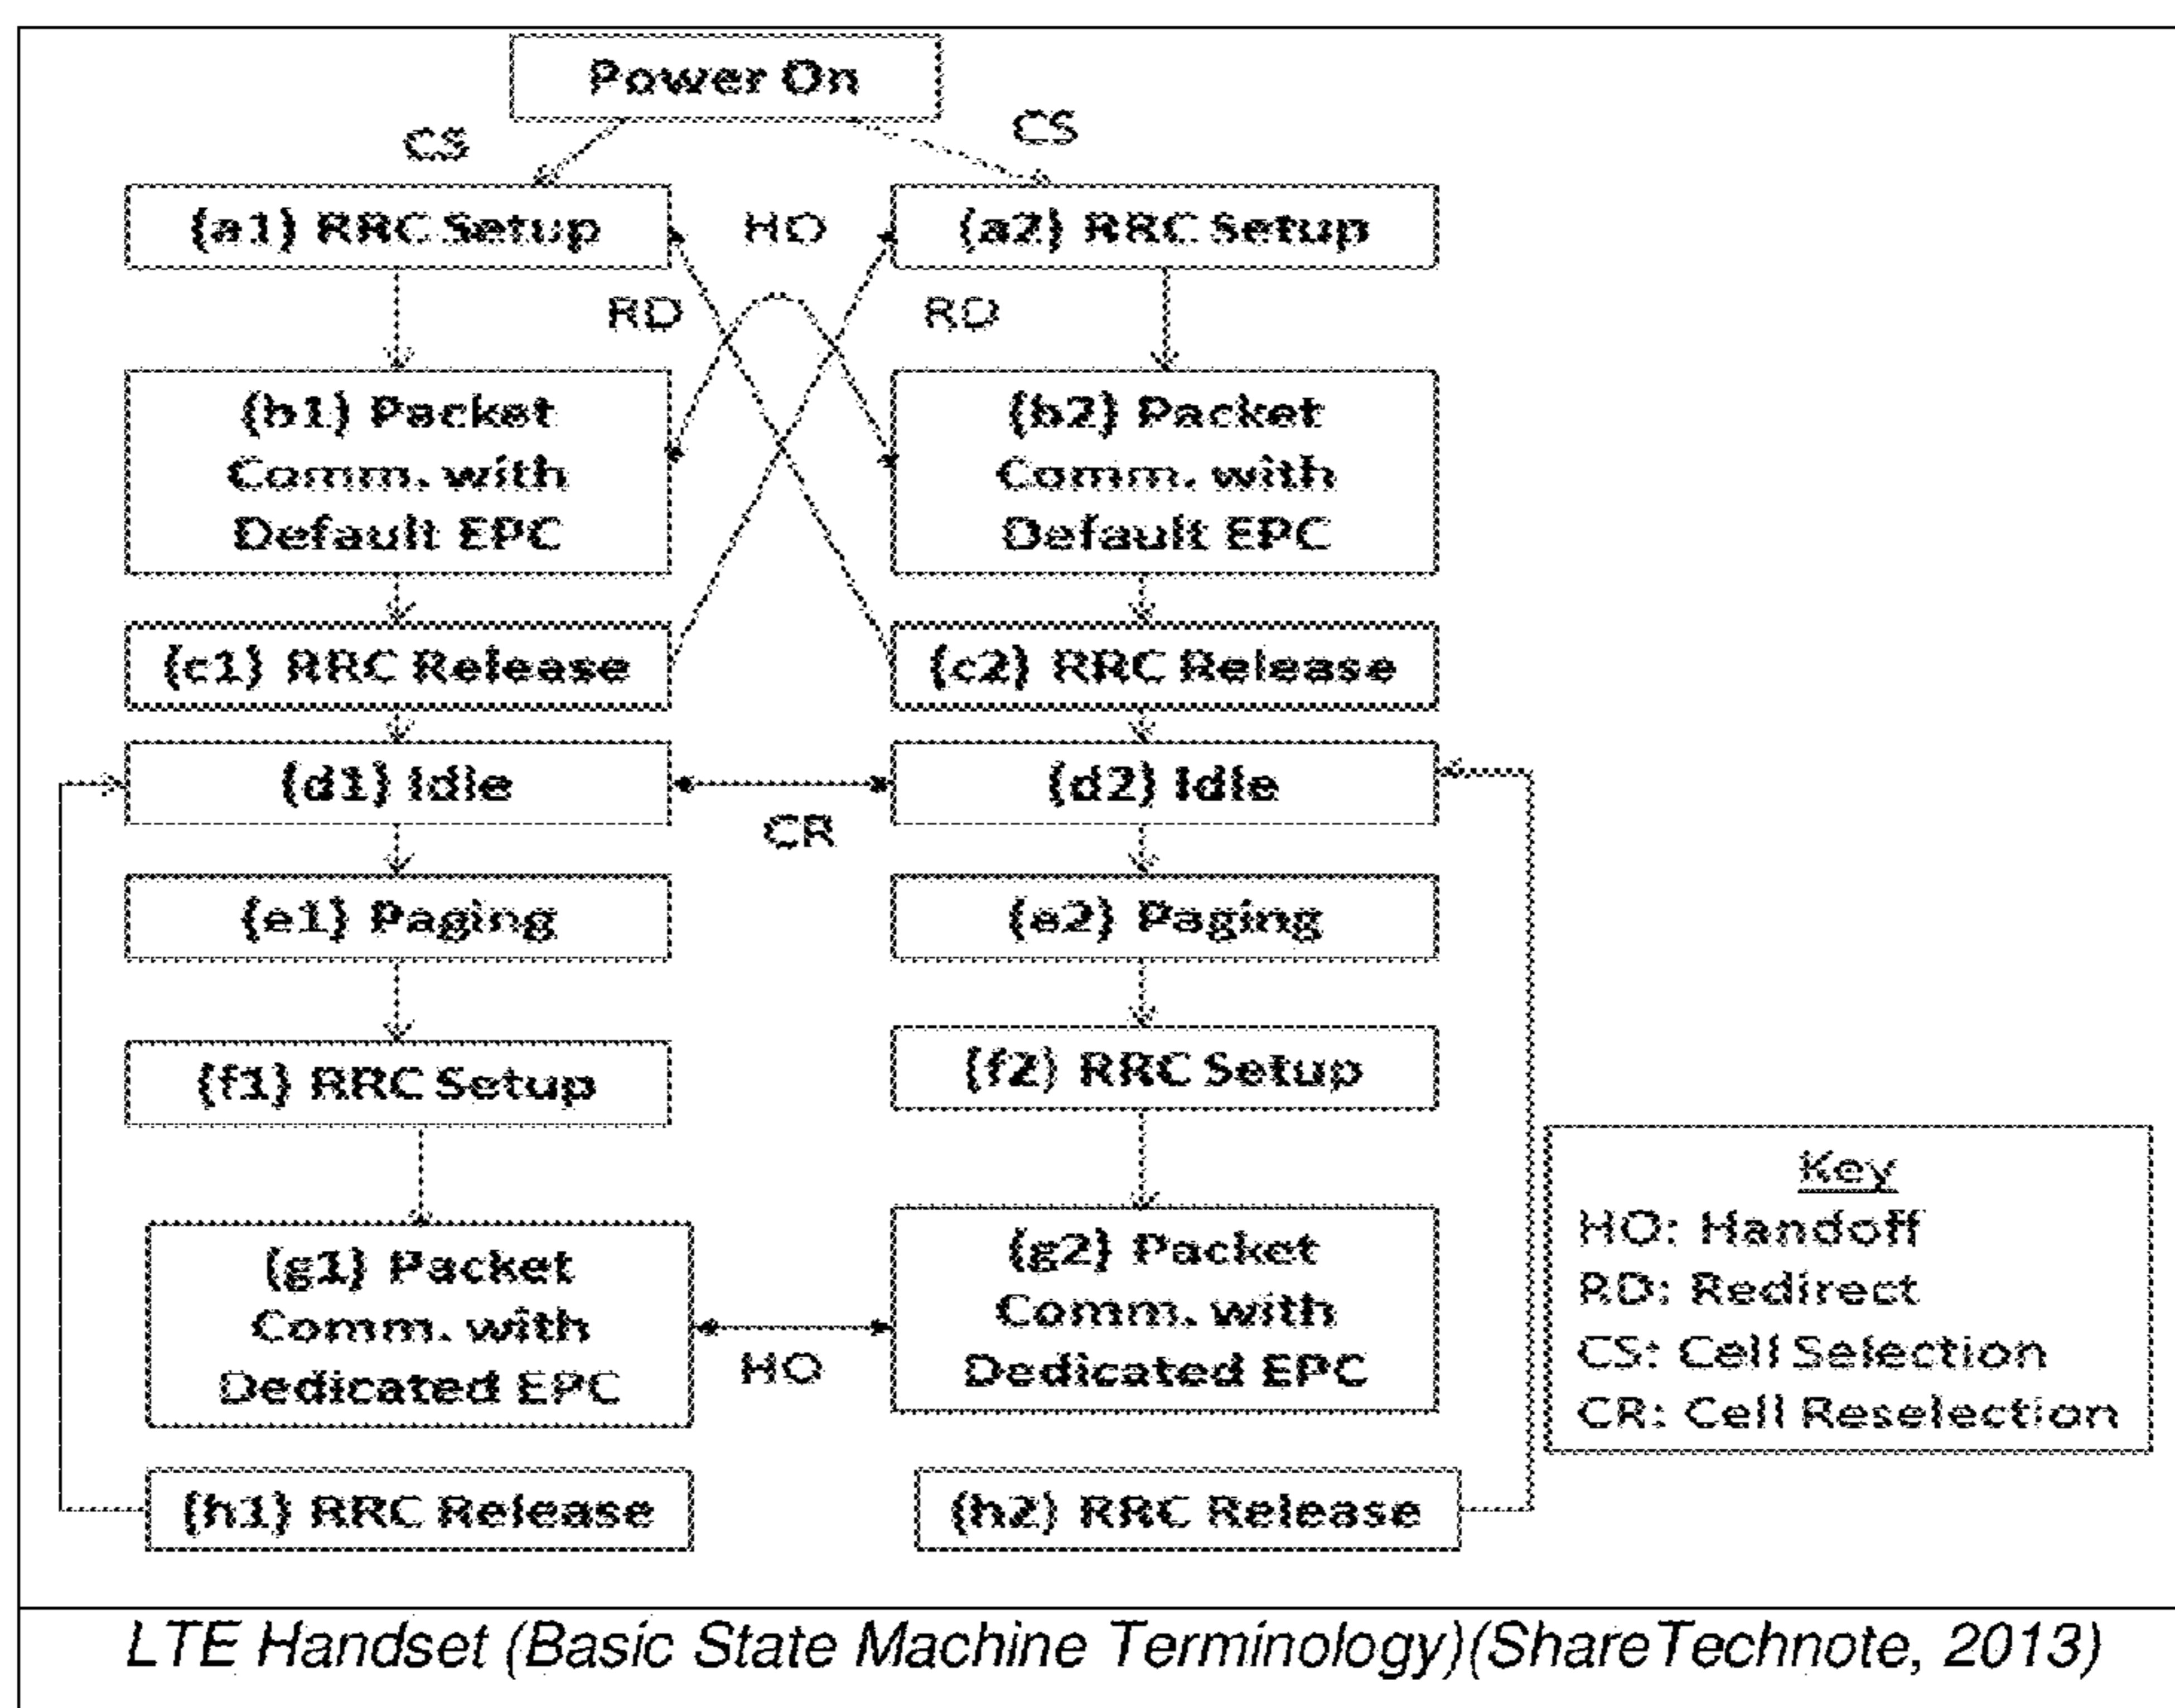 Power On
CS
CS
(a1) RRC Setup
HO
(a2) RRC Setup
RD
RD
(b1) Packet
Comm. with
Default EPC
(b2) Packet
Comm. with
Default EPC
(c1) RRC Release
(c2) RRC Release
(d1) Idle
(d2) Idle
CR
(e1) Paging
(e2) Paging
(f1) RRC Setup
(f2) RRC Setup
(g1) Packet
Comm. with
Dedicated EPC
HO
(g2) Packet
Comm. with
Dedicated EPC
(h1) RRC Release
(h2) RRC Release
Key
HO: Handoff
RD: Redirect
CS: Cell Selection
CR: Cell Reselection
LTE Handset (Basic State Machine Terminology)(ShareTechnote, 2013)